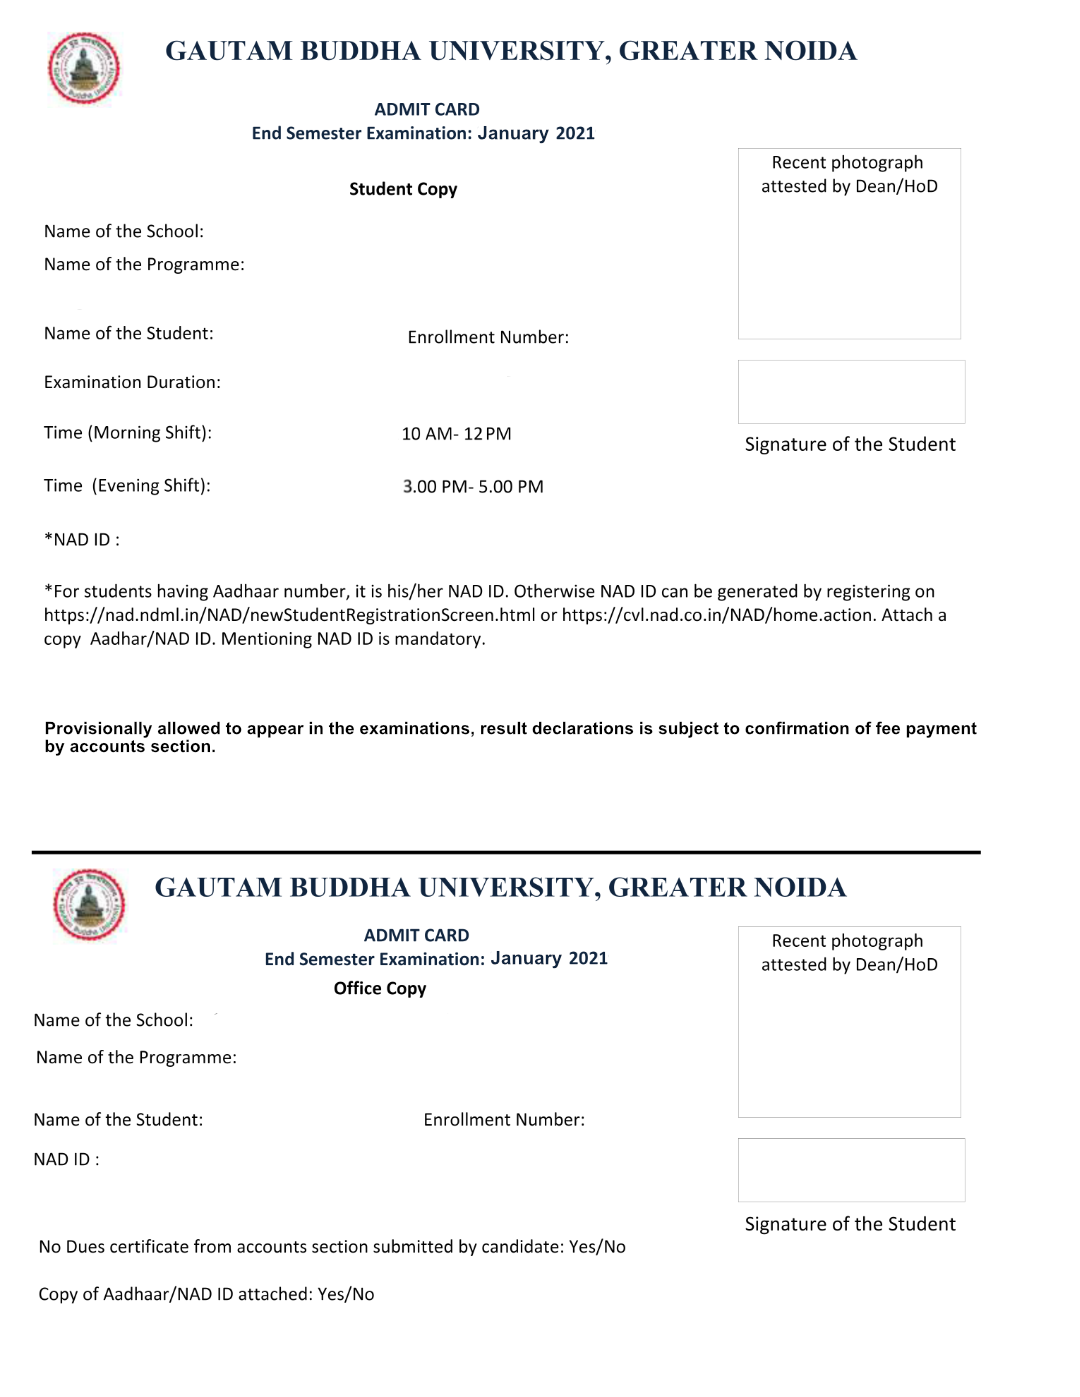 GAUTAM BUDDHA UNIVERSITY, GREATER NOIDA
ADMIT CARD
End Semester Examination: January 2021
Recent photograph
attested by Dean/HoD
Student Copy
Name of the School:
Name of the Programme:
Name of the Student:
Enrollment Number:
Examination Duration:
Time (Morning Shift): 10 AM- 12 PM
Signature of the Student
Time (Evening Shift): 3.00 PM- 5.00 PM
*NAD ID :
*For students having Aadhaar number, it is his/her NAD ID. Otherwise NAD ID can be generated by registering on
https://nad.ndml.in/NAD/newStudentRegistrationScreen.html or https://cvl.nad.co.in/NAD/home.action. Attach a
copy Aadhar/NAD ID. Mentioning NAD ID is mandatory.
Provisionally allowed to appear in the examinations, result declarations is subject to confirmation of fee payment
by accounts section.
GAUTAM BUDDHA UNIVERSITY, GREATER NOIDA
ADMIT CARD
End Semester Examination: January 2021
Recent photograph
attested by Dean/HoD
Office Copy
Name of the School:
Name of the Programme:
Name of the Student:
Enrollment Number:
NAD ID :
Signature of the Student
No Dues certificate from accounts section submitted by candidate: Yes/No
Copy of Aadhaar/NAD ID attached: Yes/No